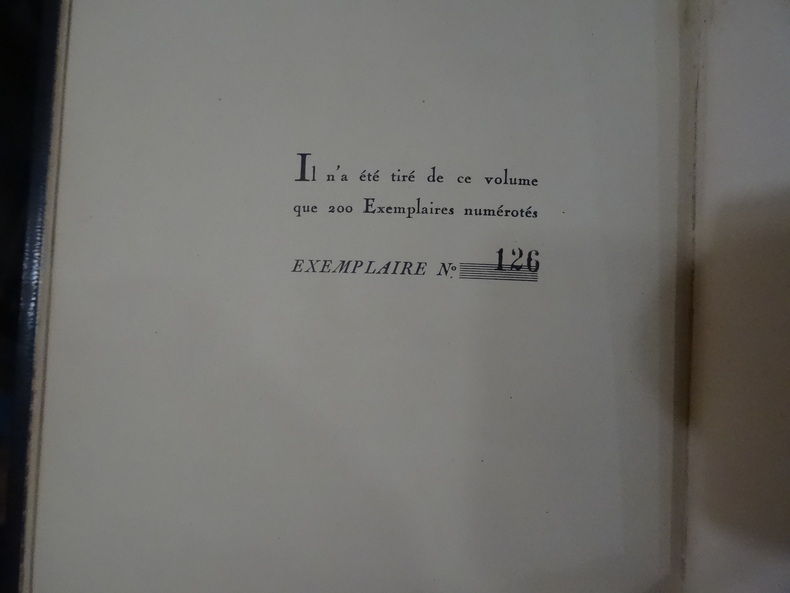 Il n'a été tiré de ce volume
que 200 Exemplaires numérotés
EXEMPLAIRE Nº 126